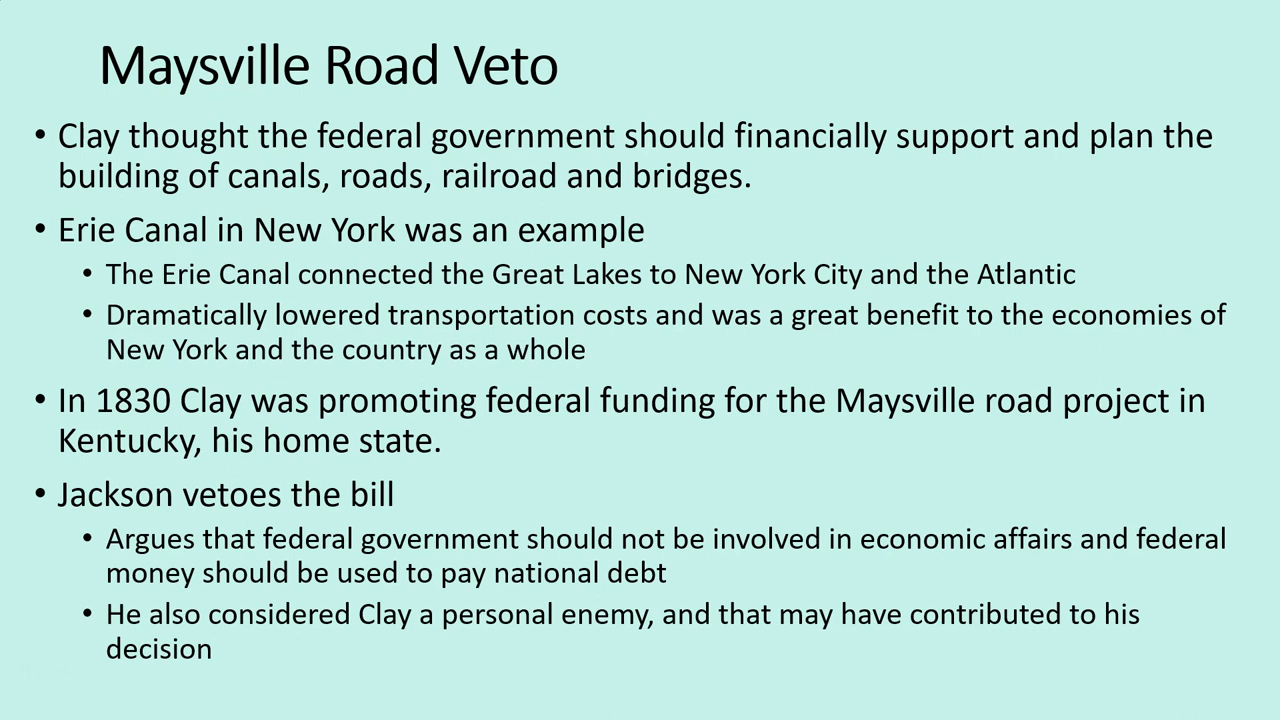 Maysville Road Veto
• Clay thought the federal government should financially support and plan the
building of canals, roads, railroad and bridges.
• Erie Canal in New York was an example
• The Erie Canal connected the Great Lakes to New York City and the Atlantic
• Dramatically lowered transportation costs and was a great benefit to the economies of
New York and the country as a whole
• In 1830 Clay was promoting federal funding for the Maysville road project in
Kentucky, his home state.
• Jackson vetoes the bill
• Argues that federal government should not be involved in economic affairs and federal
money should be used to pay national debt
• He also considered Clay a personal enemy, and that may have contributed to his
decision